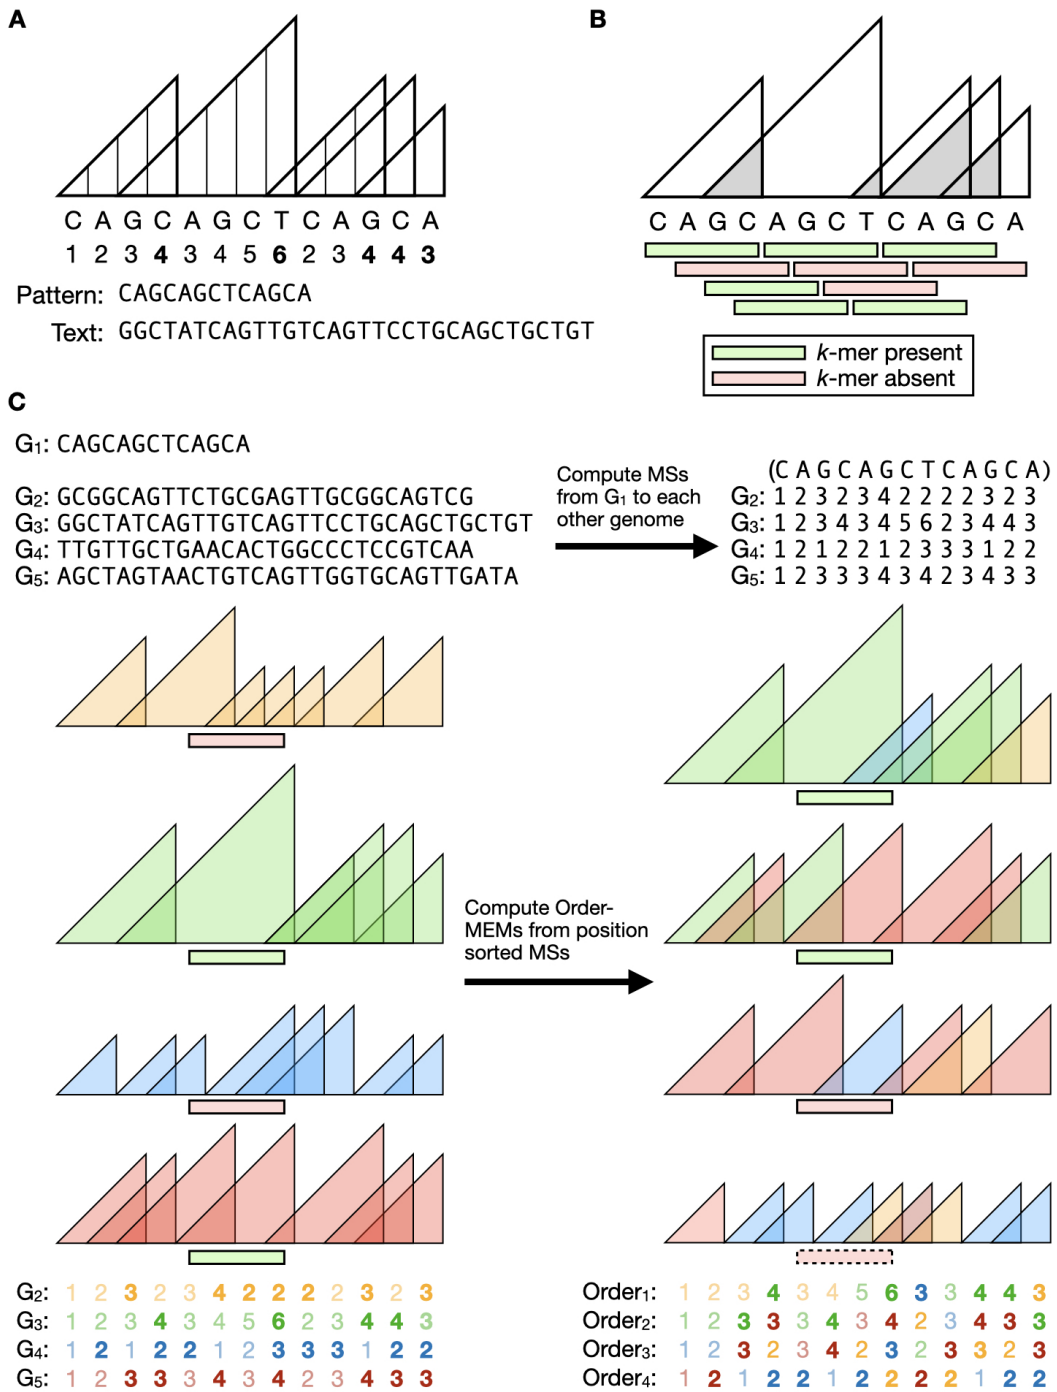 A
C A G C A G C T C A G C A
1 2 3 4 3 4 5 6 2 3 4 4 3
Pattern: CAGCAGCTCAGCA
Text: GGCTATCAGTTGTCAGTTCCTGCAGCTGCTGT
B
C A G C A G C T C A G C A
k-mer present
k-mer absent
C
G1: CAGCAGCTCAGCA
G2: GCGGCAGTTCTGCGAGTTGCGGCAGTCG
G3: GGCTATCAGTTGTCAGTTCCTGCAGCTGCTGT
G4: TTGTTGCTGAACACTGGCCCTCCGTCAA
G5: AGCTAGTAACTGTCAGTTGGTGCAGTTGATA
Compute MSs
from G1 to each
other genome
(C A G C A G C T C A G C A)
G2: 1 2 3 2 3 4 2 2 2 2 3 2 3
G3: 1 2 3 4 3 4 5 6 2 3 4 4 3
G4: 1 2 1 2 2 1 2 3 3 3 1 2 2
G5: 1 2 3 3 3 4 3 4 2 3 4 3 3
Compute Order-
MEMs from position
sorted MSs
G2: 1 2 3 2 3 4 2 2 2 2 3 2 3
G3: 1 2 3 4 3 4 5 6 2 3 4 4 3
G4: 1 2 1 2 2 1 2 3 3 3 1 2 2
G5: 1 2 3 3 3 4 3 4 2 3 4 3 3
Order1: 1 2 3 4 3 4 5 6 3 3 4 4 3
Order2: 1 2 3 3 3 4 3 4 2 3 4 3 3
Order3: 1 2 3 2 3 4 2 3 2 3 3 2 3
Order4: 1 2 1 2 2 1 2 2 2 2 1 2 2